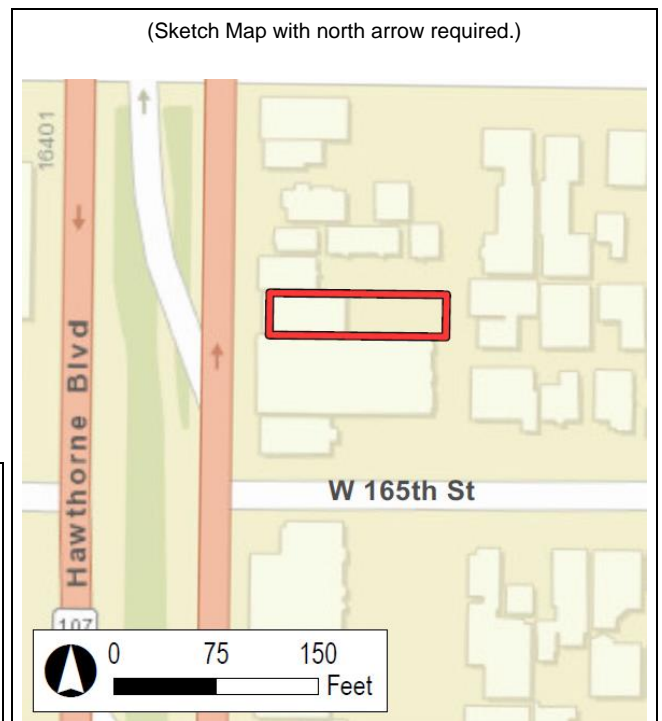 (Sketch Map with north arrow required.)
16401
Hawthorne Blvd
W 165th St
107
0 75 150
Feet